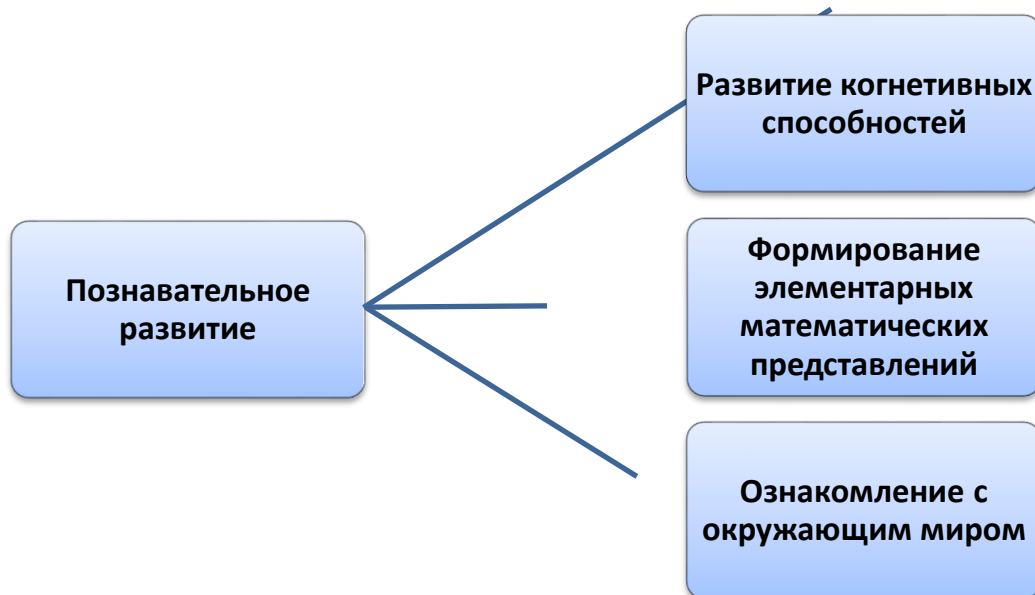 Познавательное
развитие
Развитие когнетивных
способностей
Формирование
элементарных
математических
представлений
Ознакомление с
окружающим миром